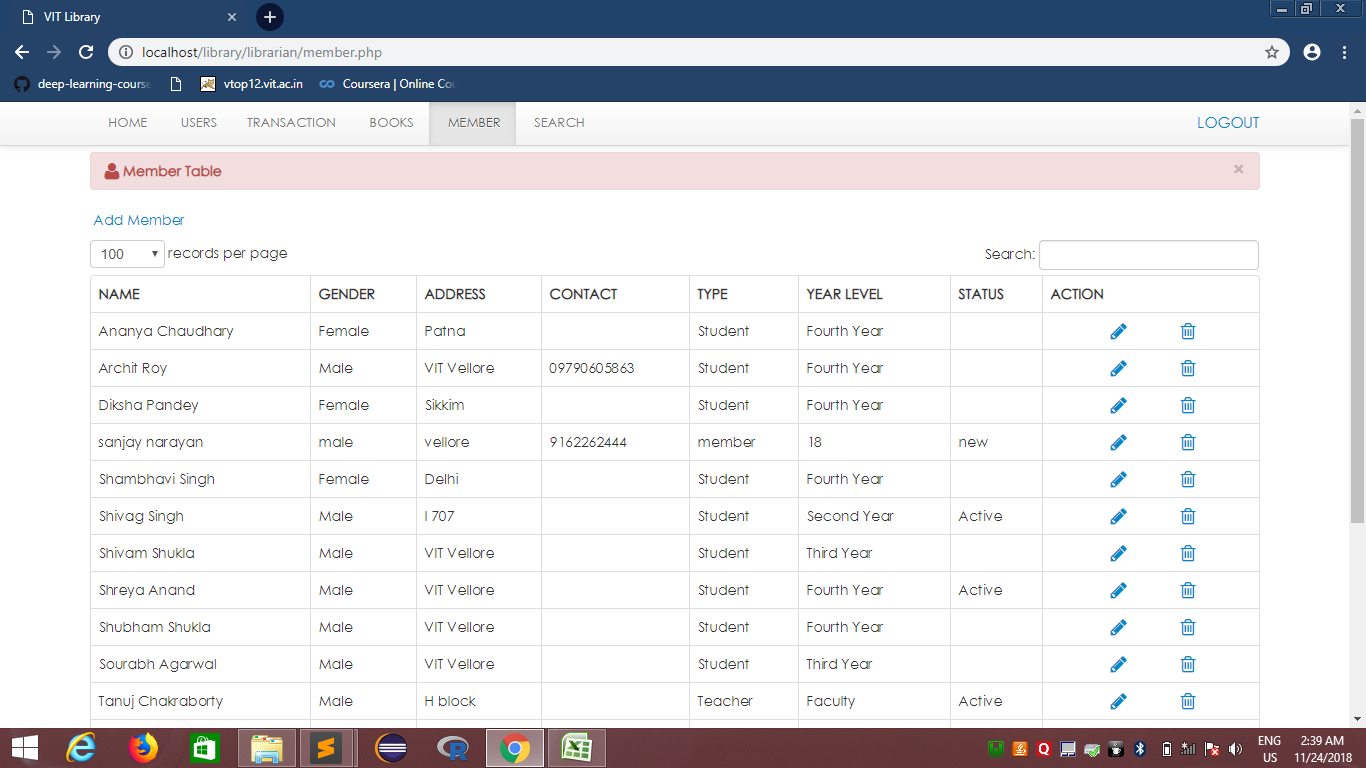 VIT Library
localhost/library/librarian/member.php
deep-learning-course
vtop12.vit.ac.in
Coursera | Online Cou
HOME USERS TRANSACTION BOOKS MEMBER SEARCH LOGOUT
Member Table ×
Add Member
100 records per page Search:
NAME GENDER ADDRESS CONTACT TYPE YEAR LEVEL STATUS ACTION
Ananya Chaudhary Female Patna Student Fourth Year
Archit Roy Male VIT Vellore 09790605863 Student Fourth Year
Diksha Pandey Female Sikkim Student Fourth Year
sanjay narayan male vellore 9162262444 member 18 new
Shambhavi Singh Female Delhi Student Fourth Year
Shivag Singh Male I 707 Student Second Year Active
Shivam Shukla Male VIT Vellore Student Third Year
Shreya Anand Male VIT Vellore Student Fourth Year Active
Shubham Shukla Male VIT Vellore Student Fourth Year
Sourabh Agarwal Male VIT Vellore Student Third Year
Tanuj Chakraborty Male H block Teacher Faculty Active
ENG 2:39 AM
US 11/24/2018